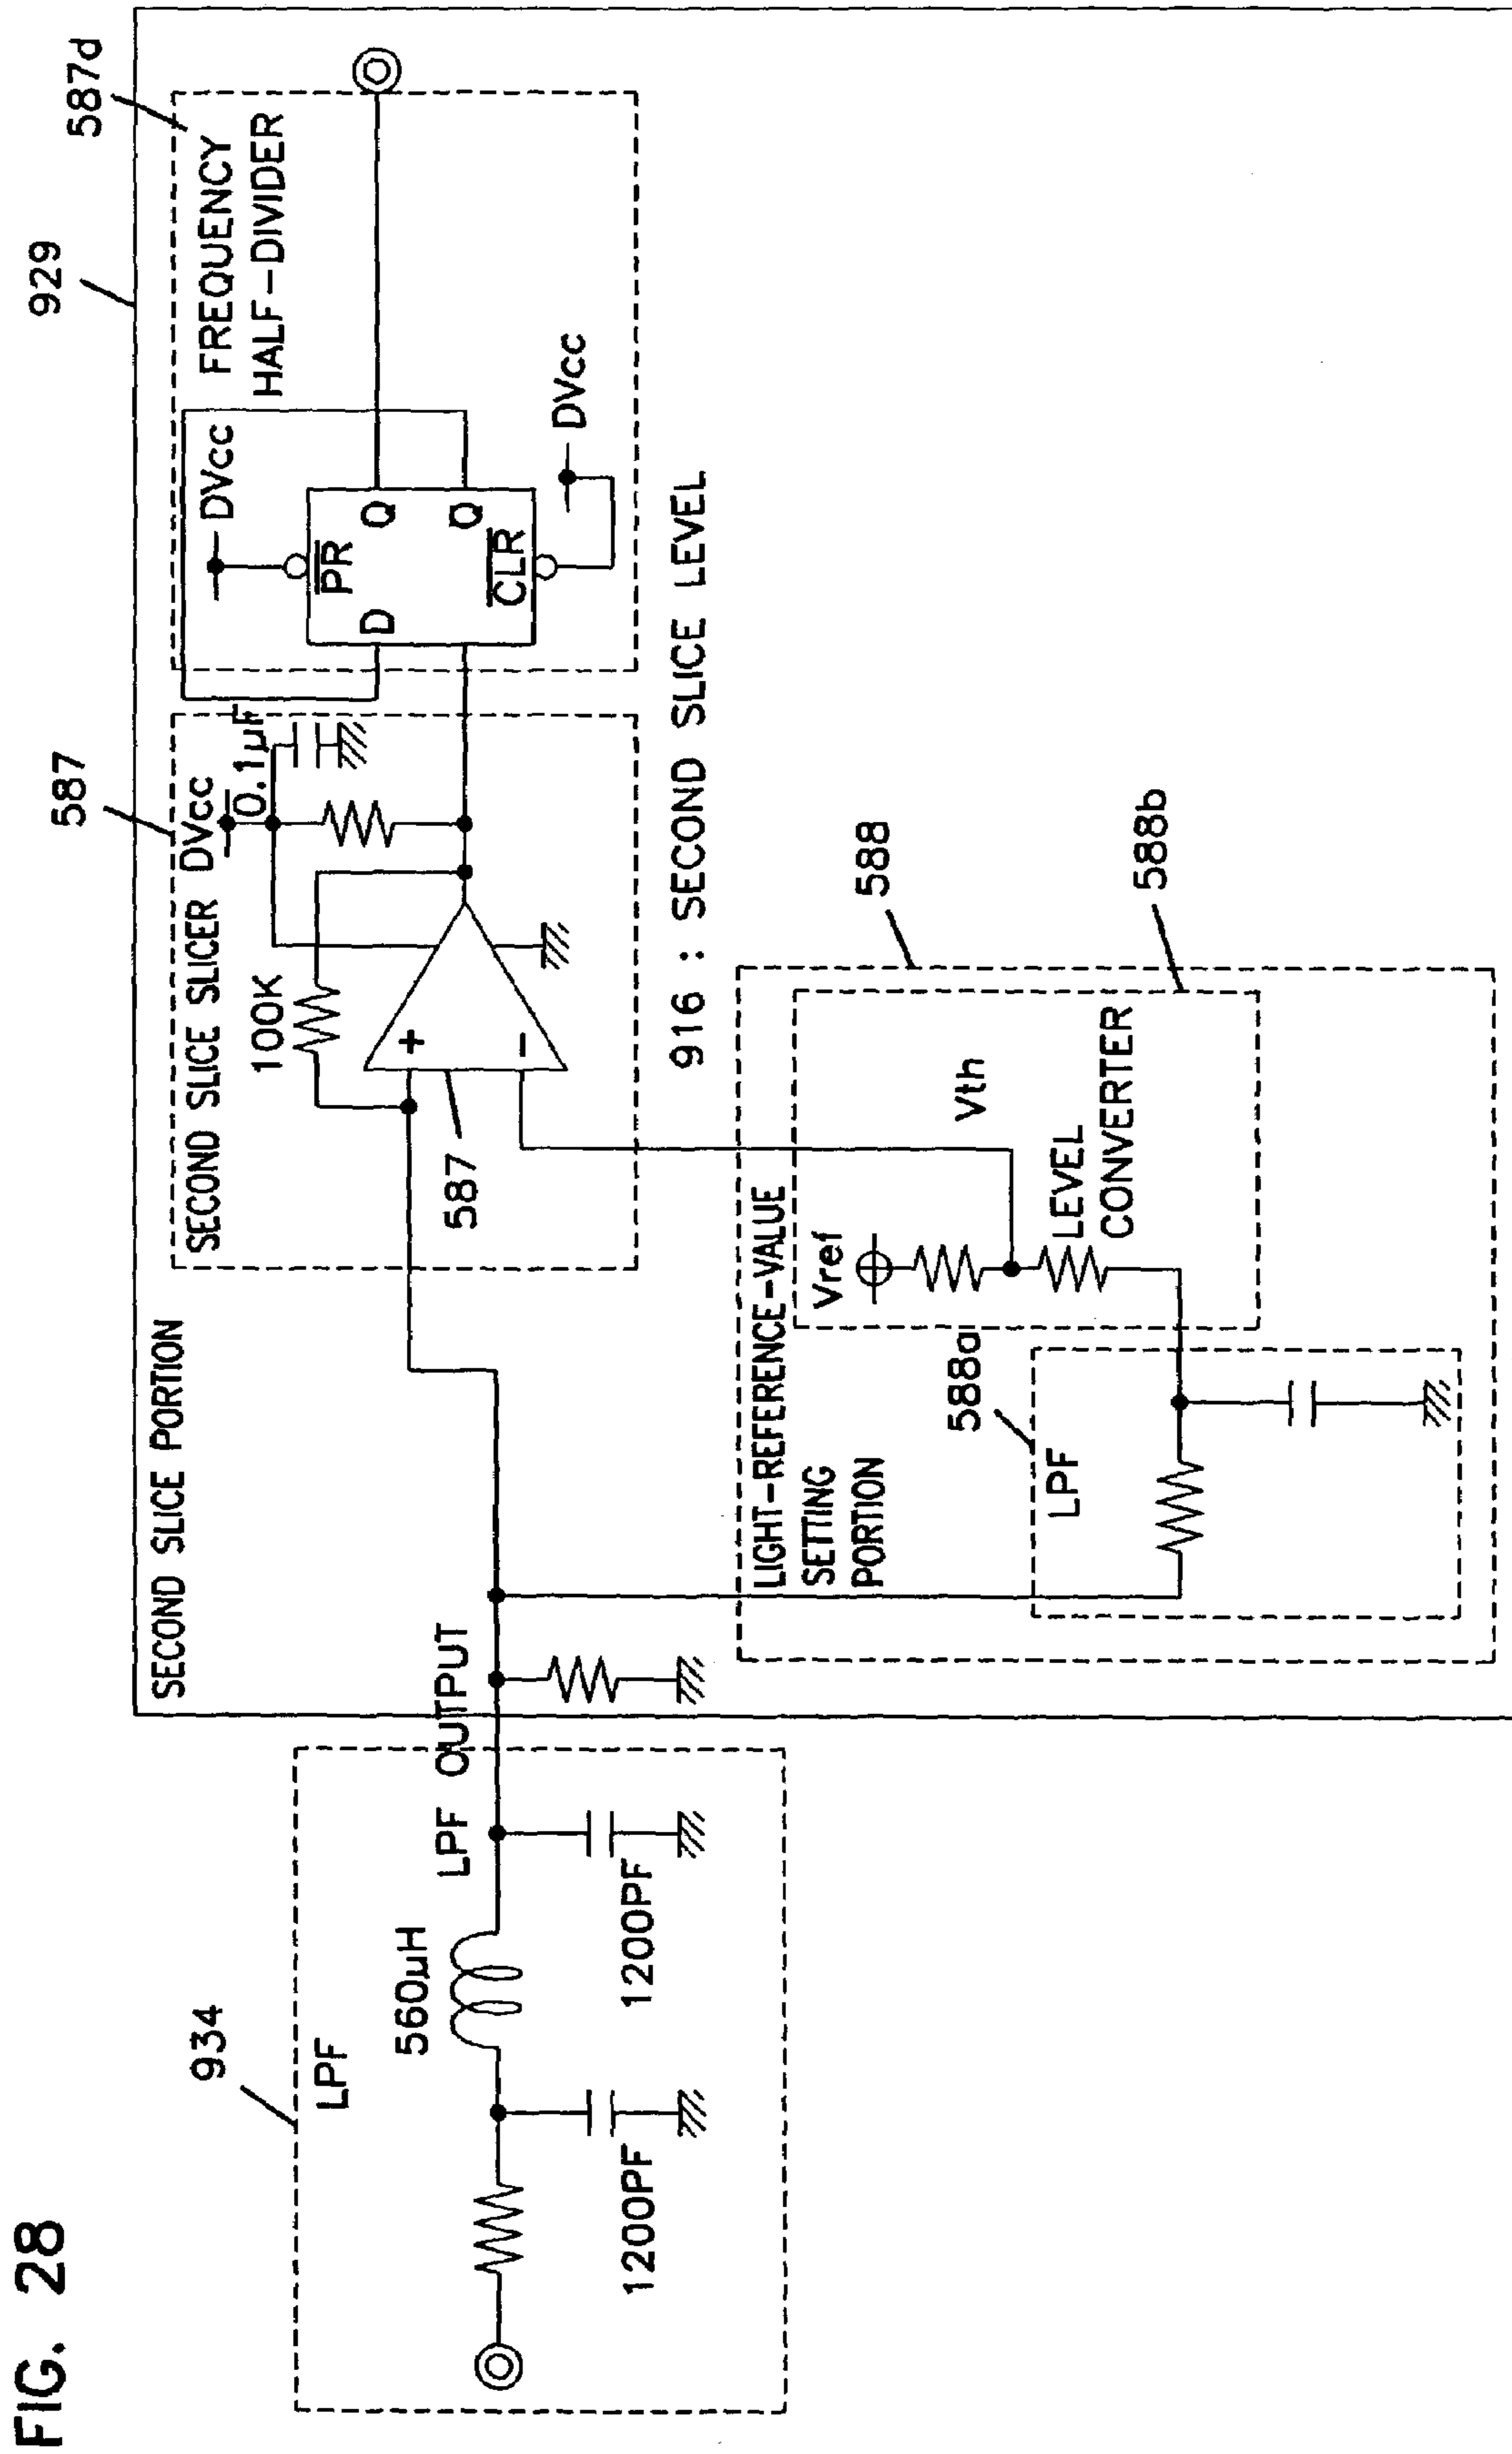 FIG. 28
929
587d
587
SECOND SLICE PORTION
SECOND SLICE SLICER
DVcc
0.1µF
100K
587
FREQUENCY
HALF-DIVIDER
DVcc
PR
D
Q
Q
CLR
DVcc
934
LPF
560µH
1200PF
1200PF
LPF OUTPUT
916 : SECOND SLICE LEVEL
588
588b
LIGHT-REFERENCE-VALUE
SETTING
PORTION
Vref
Vth
LEVEL
CONVERTER
588a
LPF